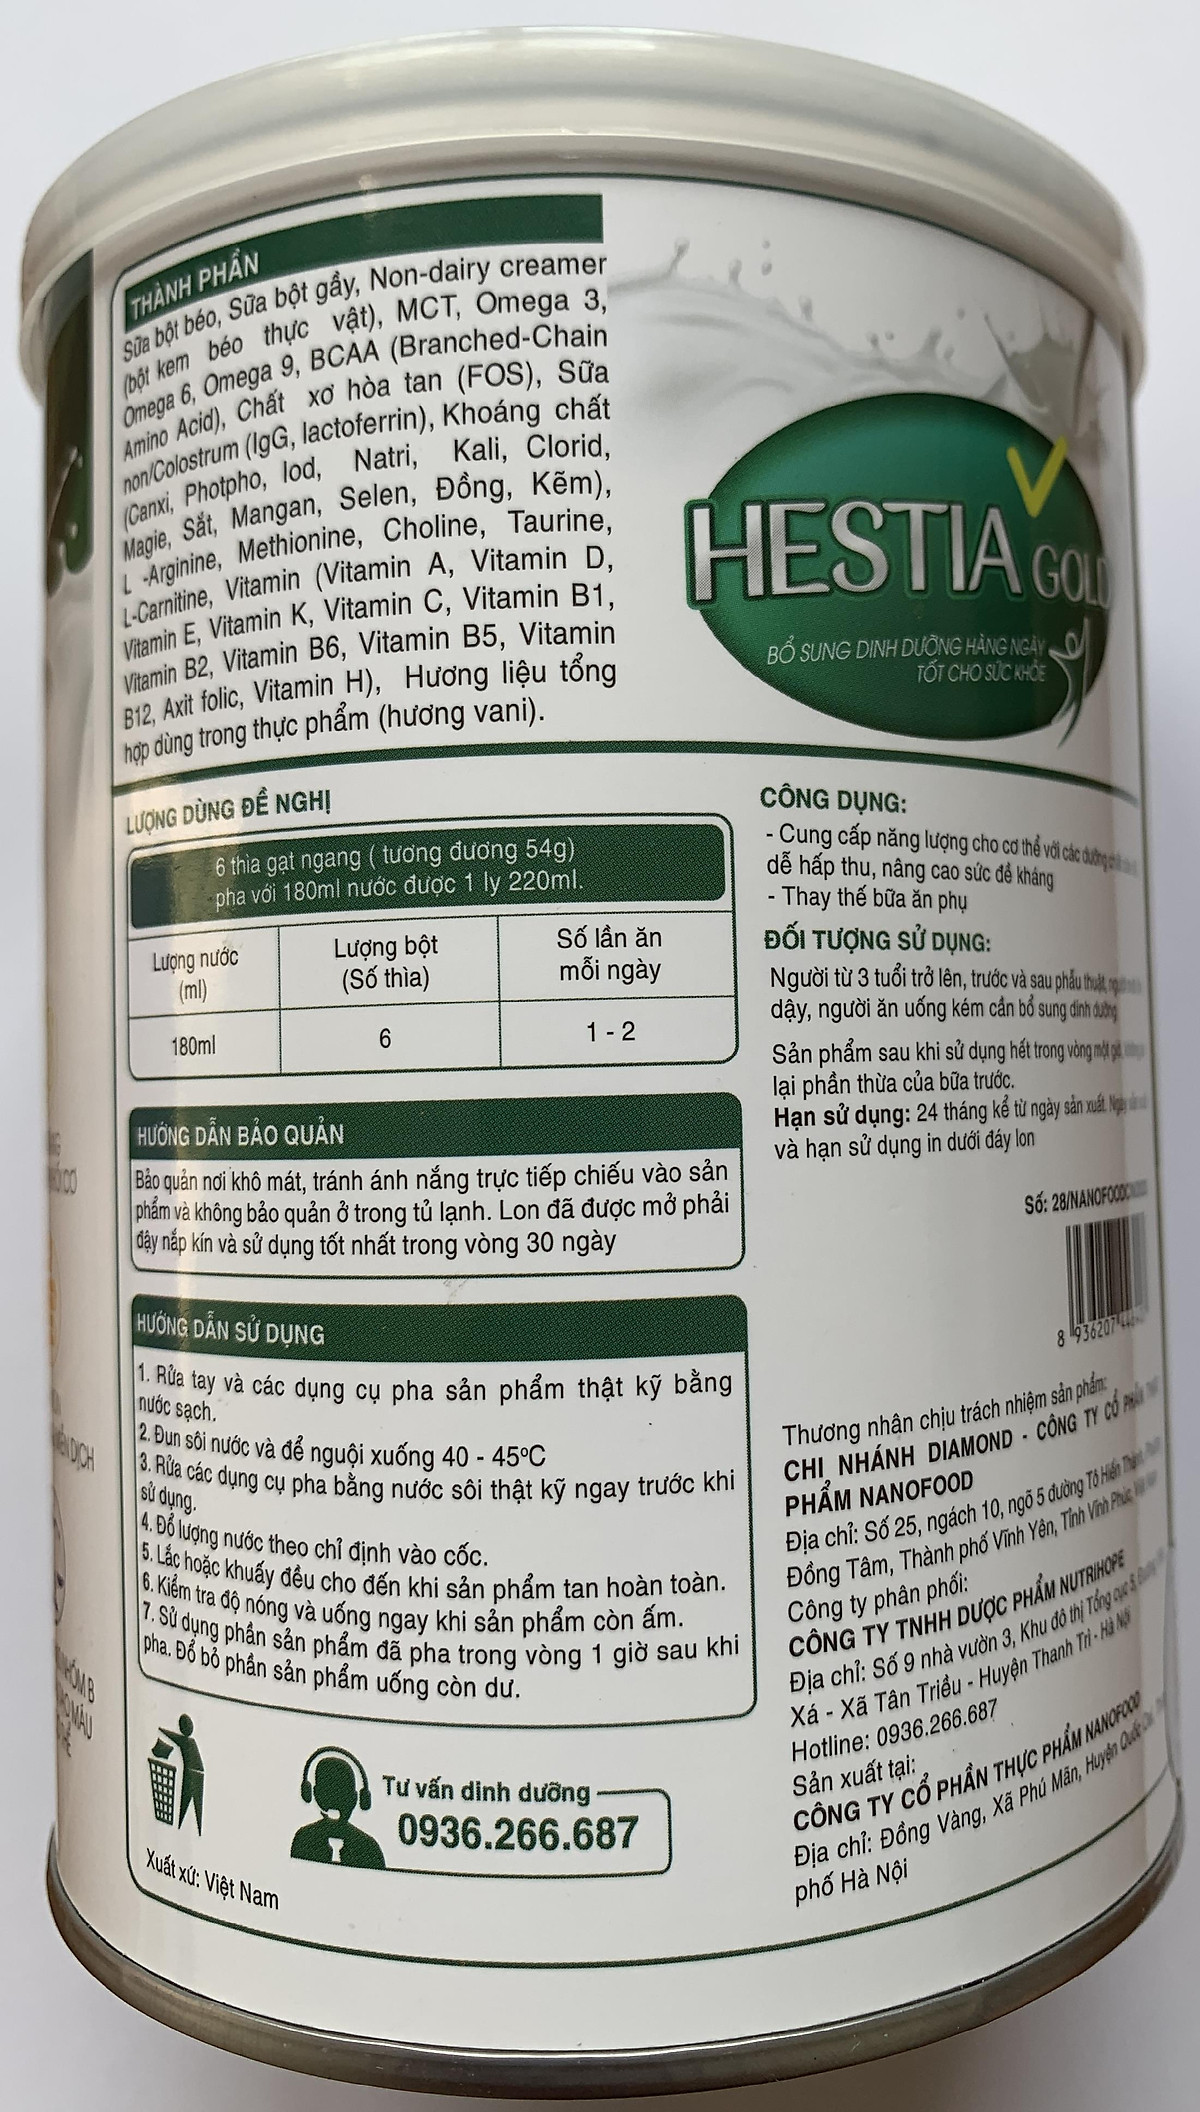 THÀNH PHẦN
Sữa bột béo, Sữa bột gầy, Non-dairy creamer
(bột kem béo thực vật), MCT, Omega 3,
Omega 6, Omega 9, BCAA (Branched-Chain
Amino Acid), Chất xơ hòa tan (FOS), Sữa
non/Colostrum (IgG, lactoferrin), Khoáng chất
(Canxi, Photpho, Iod, Natri, Kali, Clorid,
Magie, Sắt, Mangan, Selen, Đồng, Kẽm),
L -Arginine, Methionine, Choline, Taurine,
L-Carnitine, Vitamin (Vitamin A, Vitamin D,
Vitamin E, Vitamin K, Vitamin C, Vitamin B1,
Vitamin B2, Vitamin B6, Vitamin B5, Vitamin
B12, Axit folic, Vitamin H), Hương liệu tổng
hợp dùng trong thực phẩm (hương vani).
HESTIA GOLD
BỔ SUNG DINH DƯỠNG HÀNG NGÀY
TỐT CHO SỨC KHỎE
LƯỢNG DÙNG ĐỀ NGHỊ
6 thìa gạt ngang ( tương đương 54g)
pha với 180ml nước được 1 ly 220ml.
Lượng nước
(ml)
Lượng bột
(Số thìa)
Số lần ăn
mỗi ngày
180ml
6
1 - 2
HƯỚNG DẪN BẢO QUẢN
Bảo quản nơi khô mát, tránh ánh nắng trực tiếp chiếu vào sản
phẩm và không bảo quản ở trong tủ lạnh. Lon đã được mở phải
đậy nắp kín và sử dụng tốt nhất trong vòng 30 ngày
HƯỚNG DẪN SỬ DỤNG
1. Rửa tay và các dụng cụ pha sản phẩm thật kỹ bằng
nước sạch.
2. Đun sôi nước và để nguội xuống 40 - 45ºC
3. Rửa các dụng cụ pha bằng nước sôi thật kỹ ngay trước khi
sử dụng.
4. Đổ lượng nước theo chỉ định vào cốc.
5. Lắc hoặc khuấy đều cho đến khi sản phẩm tan hoàn toàn.
6. Kiểm tra độ nóng và uống ngay khi sản phẩm còn ấm.
7. Sử dụng phần sản phẩm đã pha trong vòng 1 giờ sau khi
pha. Đổ bỏ phần sản phẩm uống còn dư.
Xuất xứ: Việt Nam
Tư vấn dinh dưỡng
0936.266.687
CÔNG DỤNG:
- Cung cấp năng lượng cho cơ thể với các dưỡng
dễ hấp thu, nâng cao sức đề kháng
- Thay thế bữa ăn phụ
ĐỐI TƯỢNG SỬ DỤNG:
Người từ 3 tuổi trở lên, trước và sau phẫu thuật,
dậy, người ăn uống kém cần bổ sung dinh dưỡng
Sản phẩm sau khi sử dụng hết trong vòng một giờ,
lại phần thừa của bữa trước.
Hạn sử dụng: 24 tháng kể từ ngày sản xuất. Ngày
và hạn sử dụng in dưới đáy lon
Số: 28/NANOFOOD
8 936207
Thương nhân chịu trách nhiệm sản phẩm:
CHI NHÁNH DIAMOND - CÔNG TY CỔ PHẦN
PHẨM NANOFOOD
Địa chỉ: Số 25, ngách 10, ngõ 5 đường Tô Hiến Thành,
Đồng Tâm, Thành phố Vĩnh Yên, Tỉnh Vĩnh Phúc,
Công ty phân phối:
CÔNG TY TNHH DƯỢC PHẨM NUTRIHOPE
Địa chỉ: Số 9 nhà vườn 3, Khu đô thị Tổng cục 5,
Xá - Xã Tân Triều - Huyện Thanh Trì - Hà Nội
Hotline: 0936.266.687
Sản xuất tại:
CÔNG TY CỔ PHẦN THỰC PHẨM NANOFOOD
Địa chỉ: Đồng Vàng, Xã Phú Mãn, Huyện Quốc Oai,
phố Hà Nội